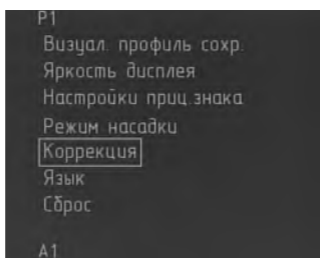 P1
Визуал. профиль сохр.
Яркость дисплея
Настройки приц.знака
Режим насадки
Коррекция
Язык
Сброс
A1